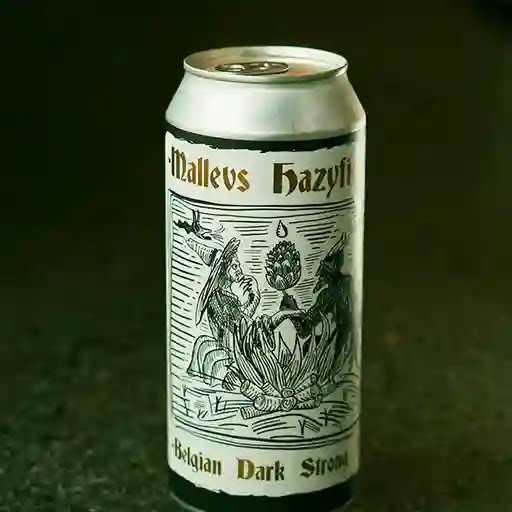 ·Mallevs Hazyfi
·Belgian Dark Strong